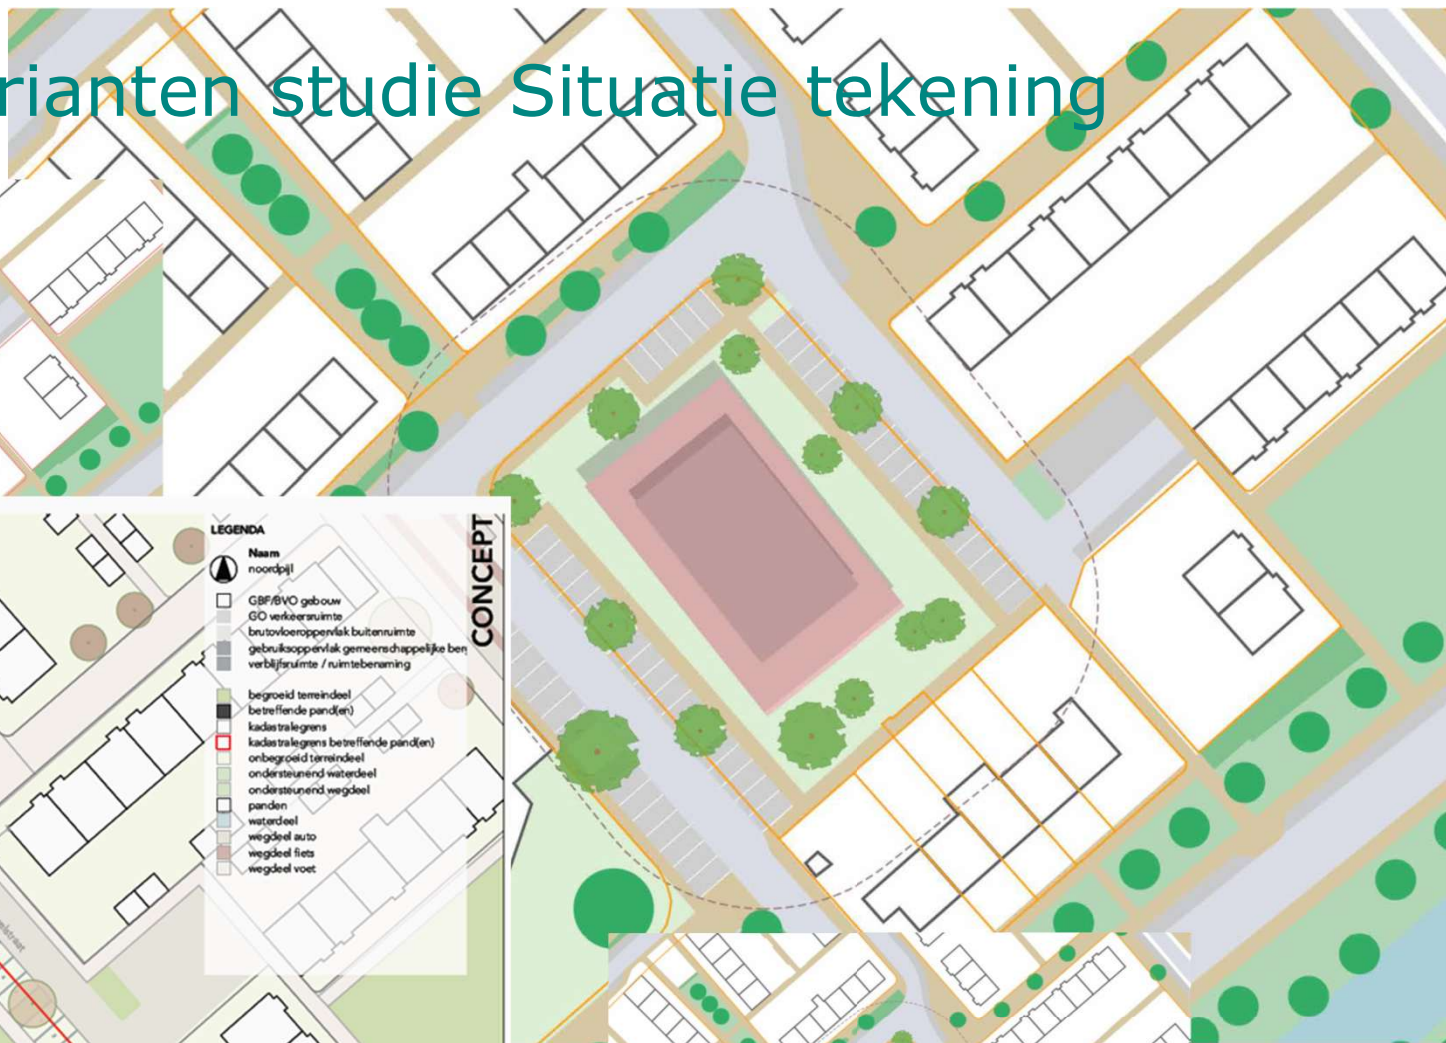 rianten studie Situatie tekening
CONCEPT
LEGENDA
Naam
noordpijl
GBF/BVO gebouw
GO verkeersruimte
brutovloeroppervlak buitenruimte
gebruiksoppervlak gemeenschappelijke ber
verblijfsruimte / ruimtebenaming
begroeid terreindeel
betreffende pand(en)
kadastralegrens
kadastralegrens betreffende pand(en)
onbegroeid terreindeel
ondersteunend waterdeel
ondersteunend wegdeel
panden
waterdeel
wegdeel auto
wegdeel fiets
wegdeel voet